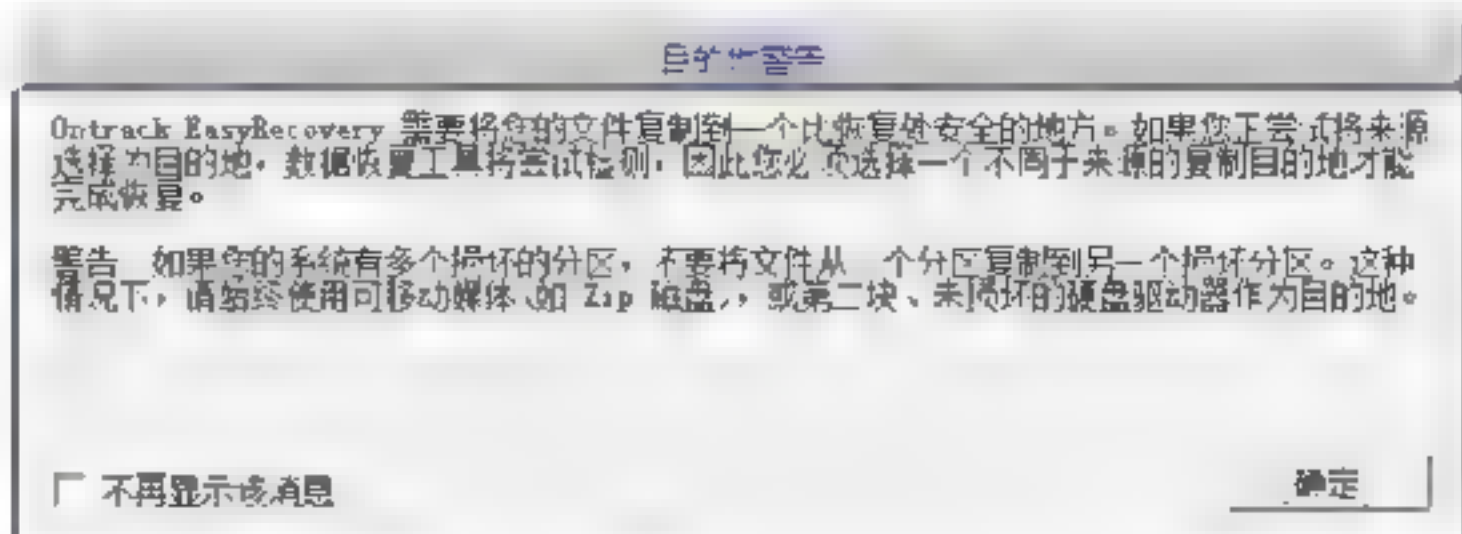 目的地警告
Ontrack EasyRecovery 需要将您的文件复制到一个比恢复处安全的地方。如果您正尝试将来源
选择为目的地，数据恢复工具将尝试检测，因此您必须选择一个不同于来源的复制目的地才能
完成恢复。
警告 如果您的系统有多个损坏的分区，不要将文件从一个分区复制到另一个损坏分区。这种
情况下，请始终使用可移动媒体(如 Zip 磁盘)，或第二块、未损坏的硬盘驱动器作为目的地。
不再显示该消息
确定